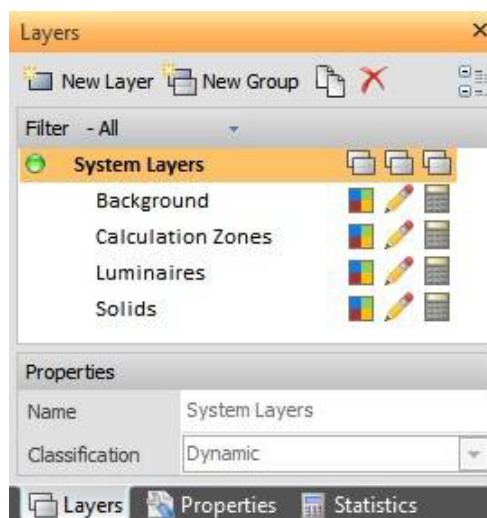 Layers
New Layer New Group
Filter - All
System Layers
Background
Calculation Zones
Luminaires
Solids
Properties
Name System Layers
Classification Dynamic
Layers Properties Statistics